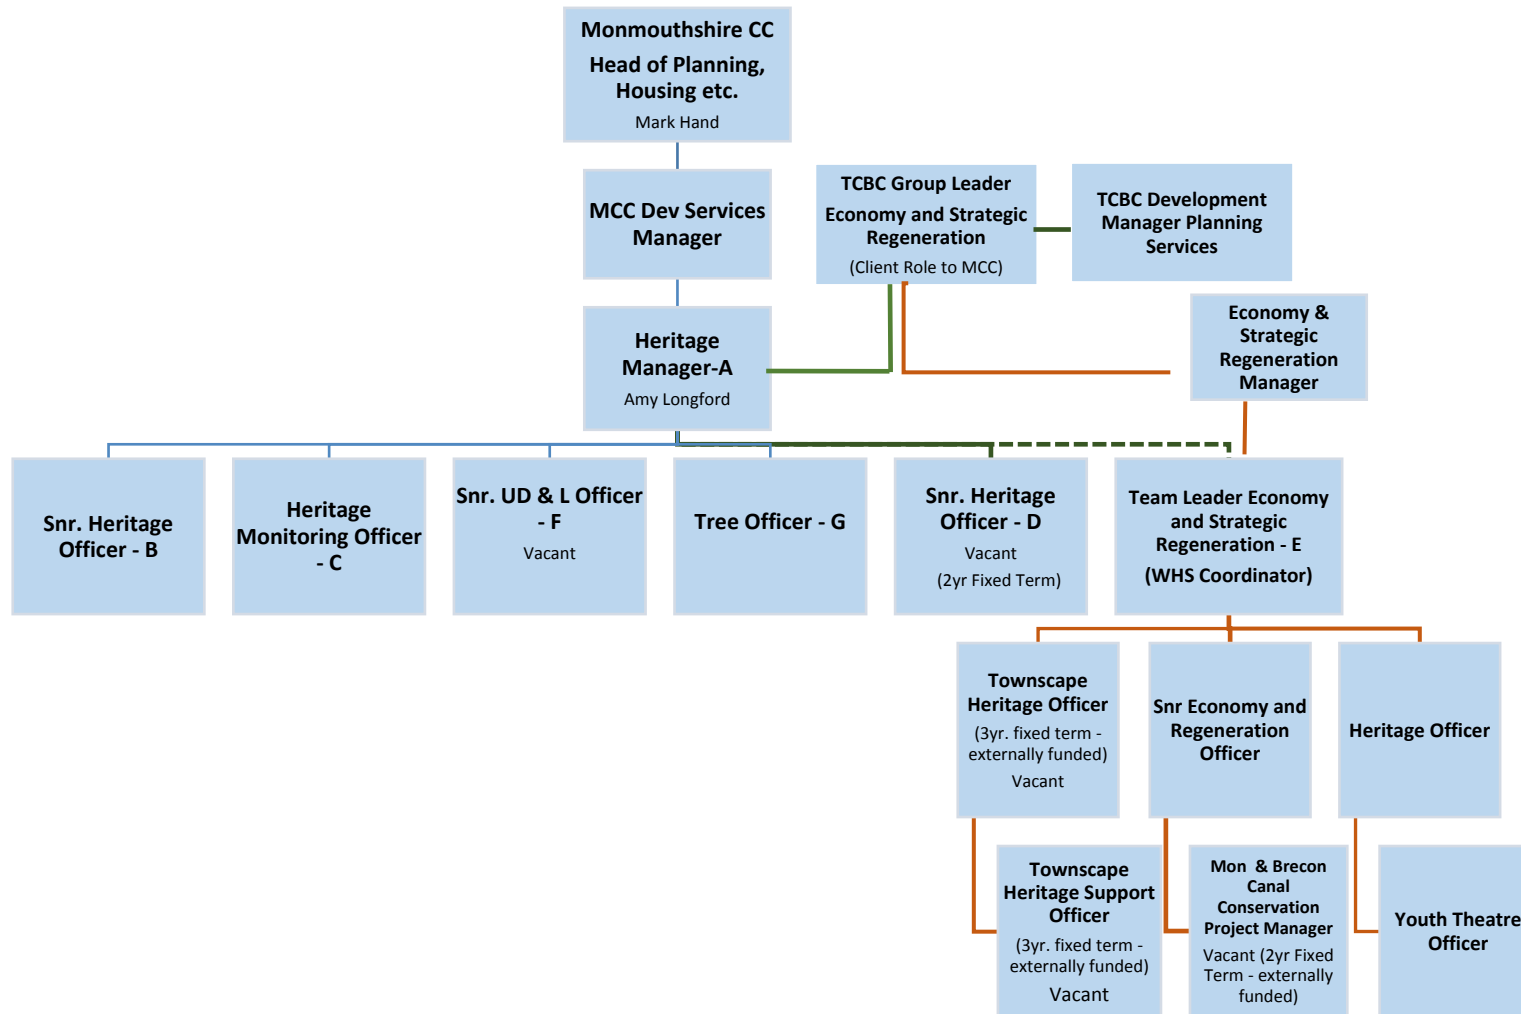 Monmouthshire CC
Head of Planning,
Housing etc.
Mark Hand
MCC Dev Services
Manager
TCBC Group Leader
Economy and Strategic
Regeneration
(Client Role to MCC)
TCBC Development
Manager Planning
Services
Heritage
Manager-A
Amy Longford
Economy &
Strategic
Regeneration
Manager
Snr. Heritage
Officer - B
Heritage
Monitoring Officer
- C
Snr. UD & L Officer
- F
Vacant
Tree Officer - G
Snr. Heritage
Officer - D
Vacant
(2yr Fixed Term)
Team Leader Economy
and Strategic
Regeneration - E
(WHS Coordinator)
Townscape
Heritage Officer
(3yr. fixed term -
externally funded)
Vacant
Snr Economy and
Regeneration
Officer
Heritage Officer
Townscape
Heritage Support
Officer
(3yr. fixed term -
externally funded)
Vacant
Mon & Brecon
Canal
Conservation
Project Manager
Vacant (2yr Fixed
Term - externally
funded)
Youth Theatre
Officer